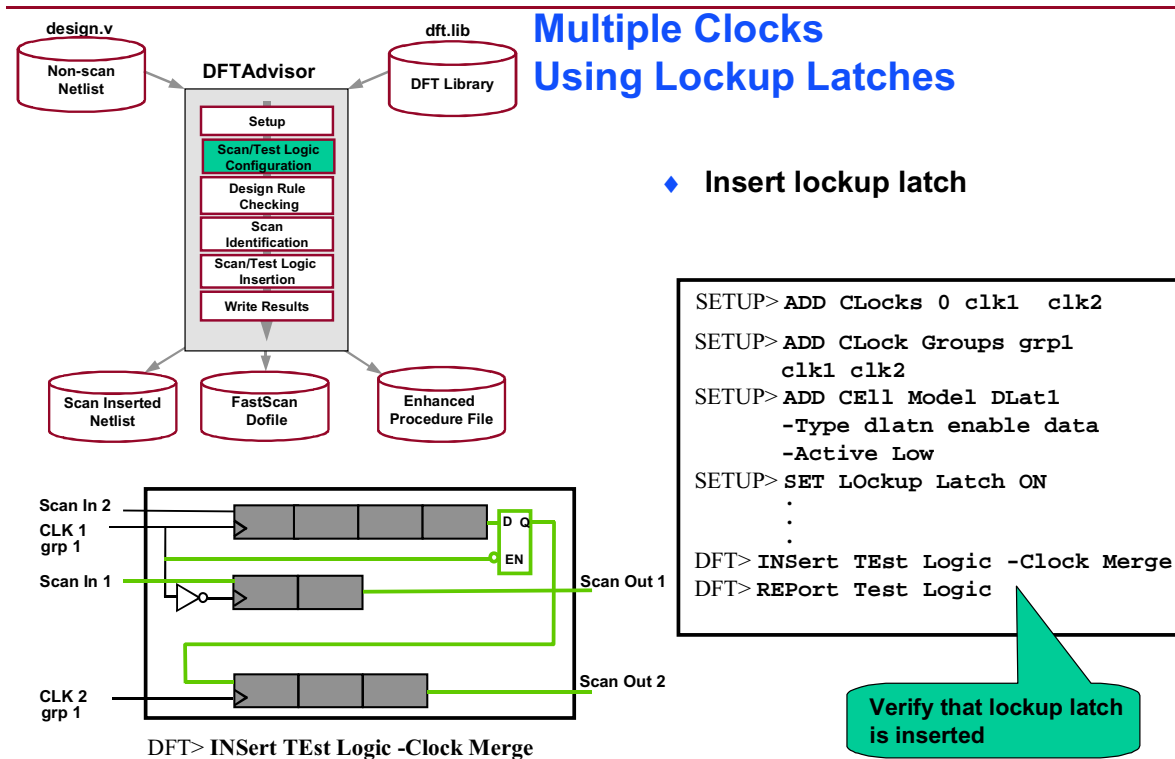 Multiple Clocks
Using Lockup Latches
design.v
Non-scan
Netlist
DFTAdvisor
dft.lib
DFT Library
Setup
Scan/Test Logic
Configuration
Design Rule
Checking
Scan
Identification
Scan/Test Logic
Insertion
Write Results
Scan Inserted
Netlist
FastScan
Dofile
Enhanced
Procedure File
♦ Insert lockup latch
SETUP> ADD CLocks 0 clk1 clk2
SETUP> ADD CLock Groups grp1
clk1 clk2
SETUP> ADD CEll Model DLat1
-Type dlatn enable data
-Active Low
SETUP> SET LOckup Latch ON
.
.
.
DFT> INSert TEst Logic -Clock Merge
DFT> REPort Test Logic
Verify that lockup latch
is inserted
Scan In 2
CLK 1
grp 1
D Q
EN
Scan In 1
Scan Out 1
CLK 2
grp 1
Scan Out 2
DFT> INSert TEst Logic -Clock Merge